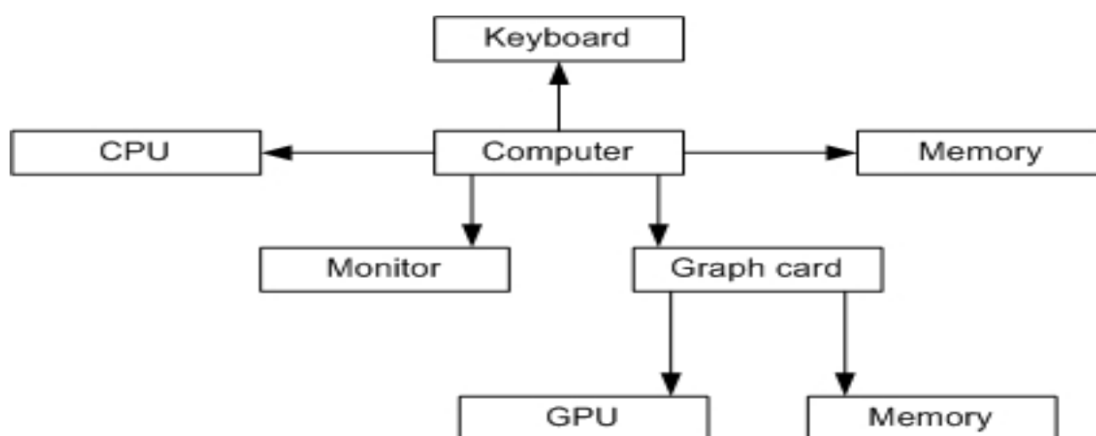 Keyboard
CPU
Computer
Memory
Monitor
Graph card
GPU
Memory